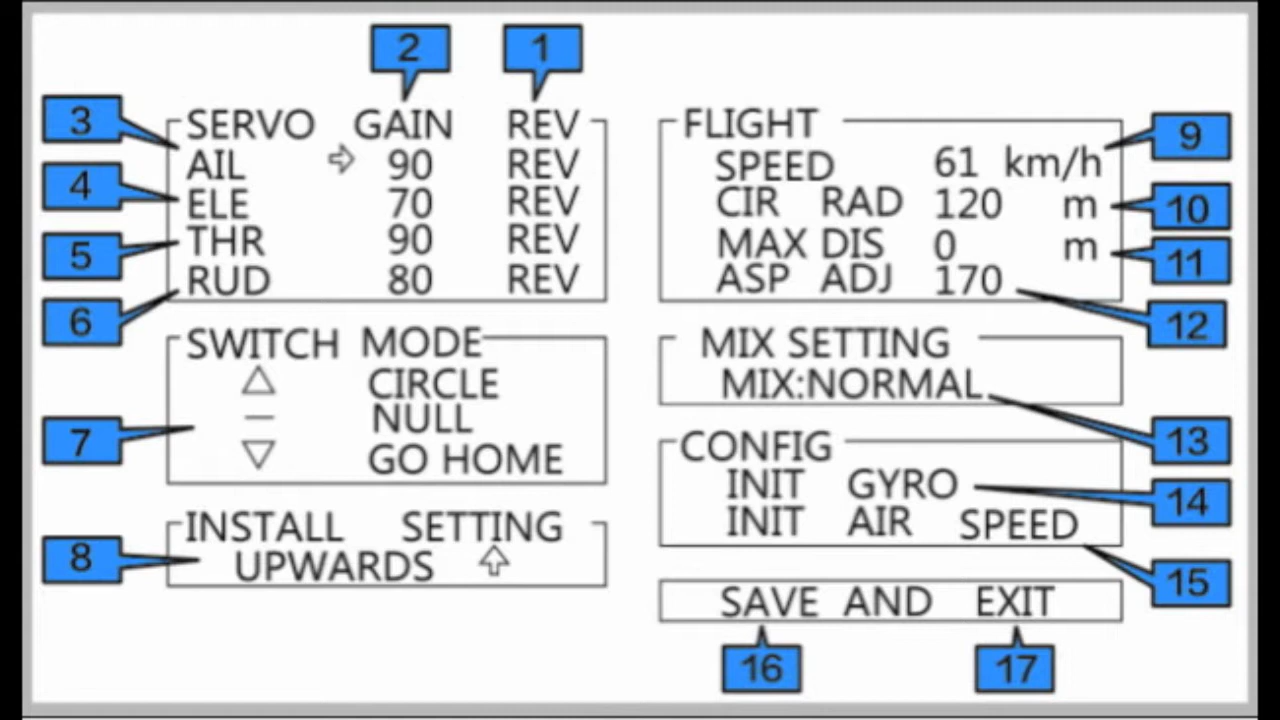 2 1
3 SERVO GAIN REV
AIL ⇨ 90 REV
4 ELE 70 REV
5 THR 90 REV
6 RUD 80 REV
7 SWITCH MODE
△ CIRCLE
— NULL
▽ GO HOME
8 INSTALL SETTING
UPWARDS ⇧
FLIGHT
SPEED 61 km/h 9
CIR RAD 120 m 10
MAX DIS 0 m 11
ASP ADJ 170 12
MIX SETTING
MIX:NORMAL 13
CONFIG
INIT GYRO 14
INIT AIR SPEED 15
SAVE AND EXIT
16 17